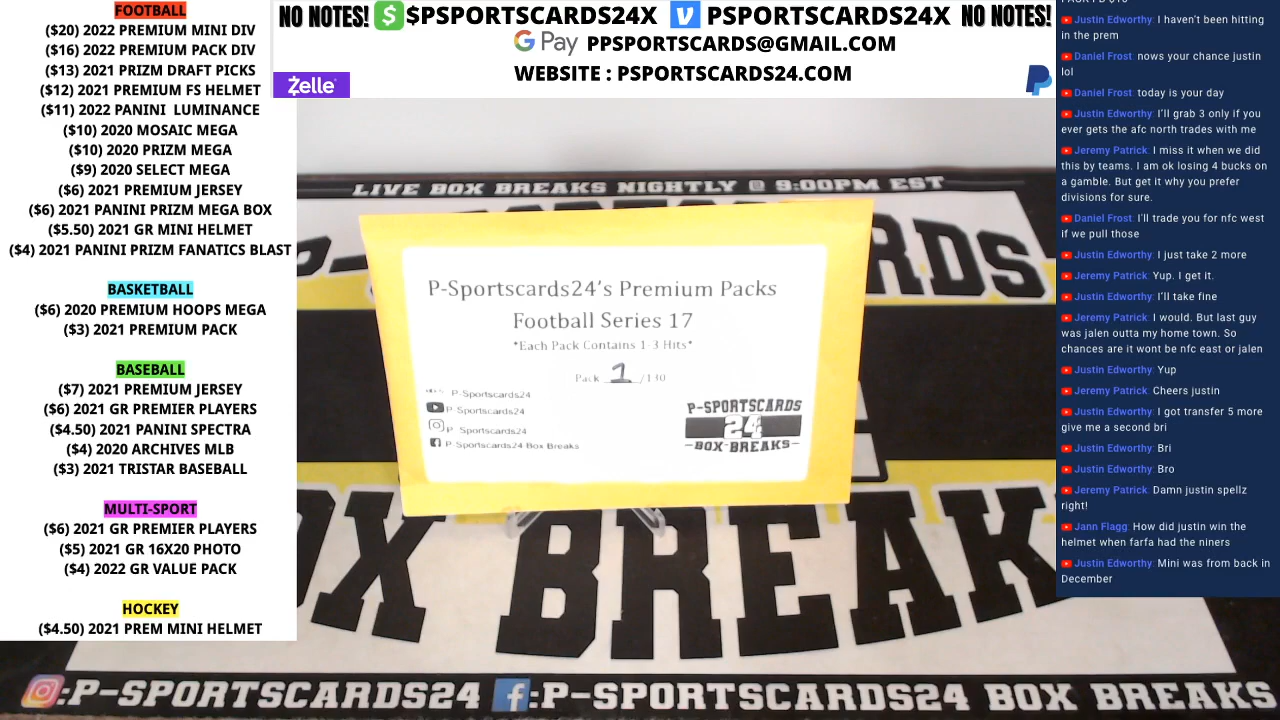 FOOTBALL
($20) 2022 PREMIUM MINI DIV
($16) 2022 PREMIUM PACK DIV
($13) 2021 PRIZM DRAFT PICKS
($12) 2021 PREMIUM FS HELMET
($11) 2022 PANINI LUMINANCE
($10) 2020 MOSAIC MEGA
($10) 2020 PRIZM MEGA
($9) 2020 SELECT MEGA
($6) 2021 PREMIUM JERSEY
($6) 2021 PANINI PRIZM MEGA BOX
($5.50) 2021 GR MINI HELMET
($4) 2021 PANINI PRIZM FANATICS BLAST
BASKETBALL
($6) 2020 PREMIUM HOOPS MEGA
($3) 2021 PREMIUM PACK
BASEBALL
($7) 2021 PREMIUM JERSEY
($6) 2021 GR PREMIER PLAYERS
($4.50) 2021 PANINI SPECTRA
($4) 2020 ARCHIVES MLB
($3) 2021 TRISTAR BASEBALL
MULTI-SPORT
($6) 2021 GR PREMIER PLAYERS
($5) 2021 GR 16X20 PHOTO
($4) 2022 GR VALUE PACK
HOCKEY
($4.50) 2021 PREM MINI HELMET
NO NOTES! $ $PSPORTSCARDS24X V PSPORTSCARDS24X NO NOTES!
G Pay PPSPORTSCARDS@GMAIL.COM
Zelle WEBSITE : PSPORTSCARDS24.COM
LIVE BOX BREAKS NIGHTLY @ 9:00PM EST
P-Sportscards24's Premium Packs
Football Series 17
*Each Pack Contains 1-3 Hits*
Pack 1 /130
P-Sportscards24
P-Sportscards24
P-Sportscards24
P-Sportscards24 Box Breaks
P-SPORTSCARDS
24
-BOX-BREAKS-
RDS
OX BREAK
:P-SPORTSCARDS24 :P-SPORTSCARDS24 BOX BREAKS
Justin Edworthy I haven't been hitting
in the prem
Daniel Frost nows your chance justin
lol
Daniel Frost today is your day
Justin Edworthy I'll grab 3 only if you
ever gets the afc north trades with me
Jeremy Patrick I miss it when we did
this by teams. I am ok losing 4 bucks on
a gamble. But get it why you prefer
divisions for sure.
Daniel Frost I'll trade you for nfc west
if we pull those
Justin Edworthy I just take 2 more
Jeremy Patrick Yup. I get it.
Justin Edworthy I'll take fine
Jeremy Patrick I would. But last guy
was jalen outta my home town. So
chances are it wont be nfc east or jalen
Justin Edworthy Yup
Jeremy Patrick Cheers justin
Justin Edworthy I got transfer 5 more
give me a second bri
Justin Edworthy Bri
Justin Edworthy Bro
Jeremy Patrick Damn justin spellz
right!
Jann Flagg How did justin win the
helmet when farfa had the niners
Justin Edworthy Mini was from back in
December